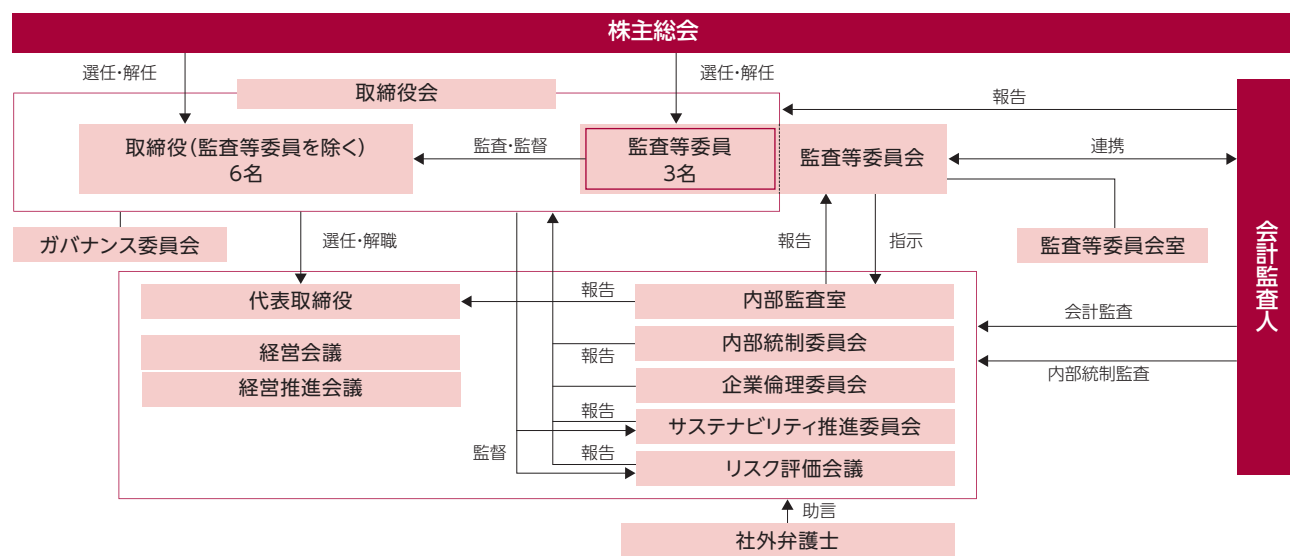 株主総会
選任・解任
選任・解任
取締役会
報告
取締役（監査等委員を除く）
6名
監査・監督
監査等委員
3名
監査等委員会
連携
会計監査人
ガバナンス委員会
選任・解職
報告
指示
監査等委員会室
代表取締役
報告
内部監査室
会計監査
経営会議
報告
内部統制委員会
内部統制監査
経営推進会議
企業倫理委員会
報告
サステナビリティ推進委員会
監督
報告
リスク評価会議
助言
社外弁護士